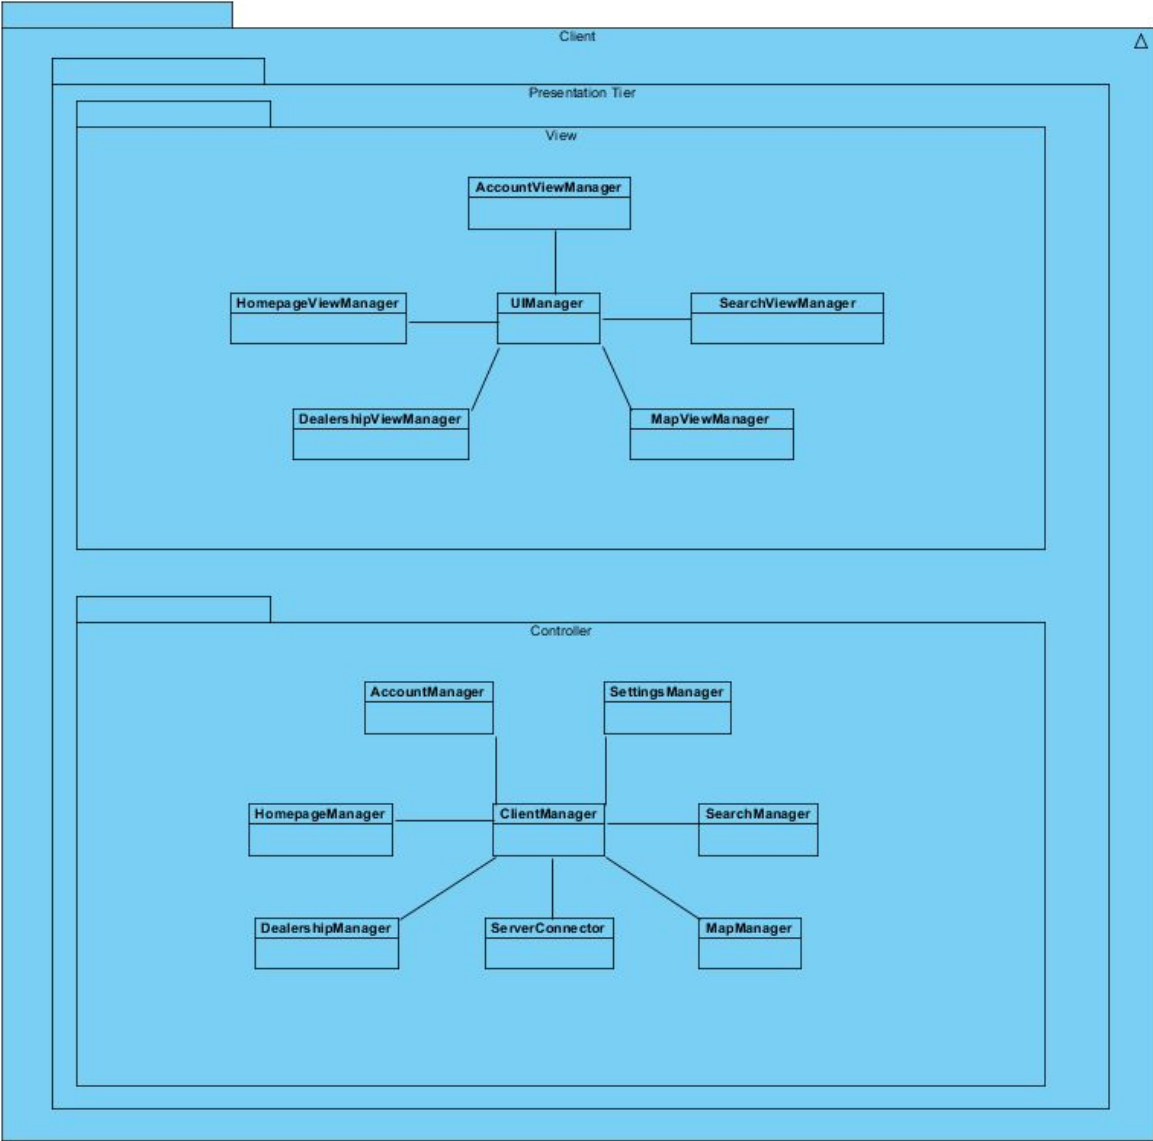 Client
Presentation Tier
View
AccountViewManager
HomepageViewManager
UIManager
SearchViewManager
DealershipViewManager
MapViewManager
Controller
AccountManager
SettingsManager
HomepageManager
ClientManager
SearchManager
DealershipManager
ServerConnector
MapManager